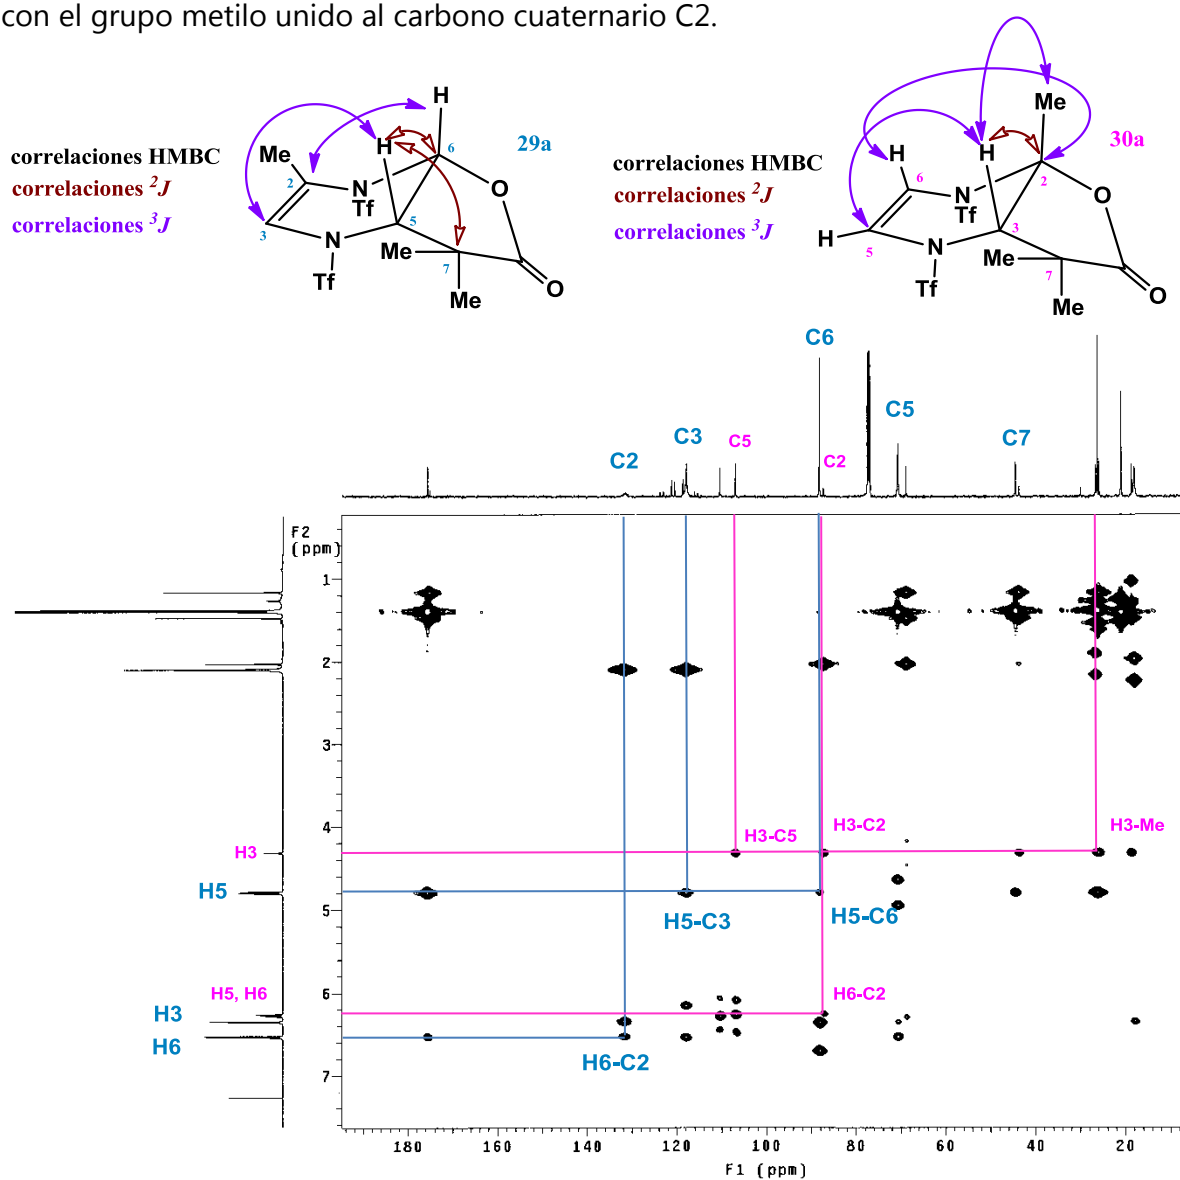 con el grupo metilo unido al carbono cuaternario C2.
correlaciones HMBC
correlaciones ²J
correlaciones ³J
H
H
Me
2
3
N
Tf
N
Tf
5
6
O
Me
7
Me
O
29a
correlaciones HMBC
correlaciones ²J
correlaciones ³J
Me
H
H
6
N
Tf
2
O
H
5
N
Tf
3
Me
7
Me
O
30a
C6
C5
C3
C5
C7
C2
C2
F2
(ppm)
1
2
3
4
H3-C5
H3-C2
H3-Me
H3
H5
5
H5-C3
H5-C6
H5, H6
6
H6-C2
H3
H6
H6-C2
7
180
160
140
120
100
80
60
40
20
F1 (ppm)